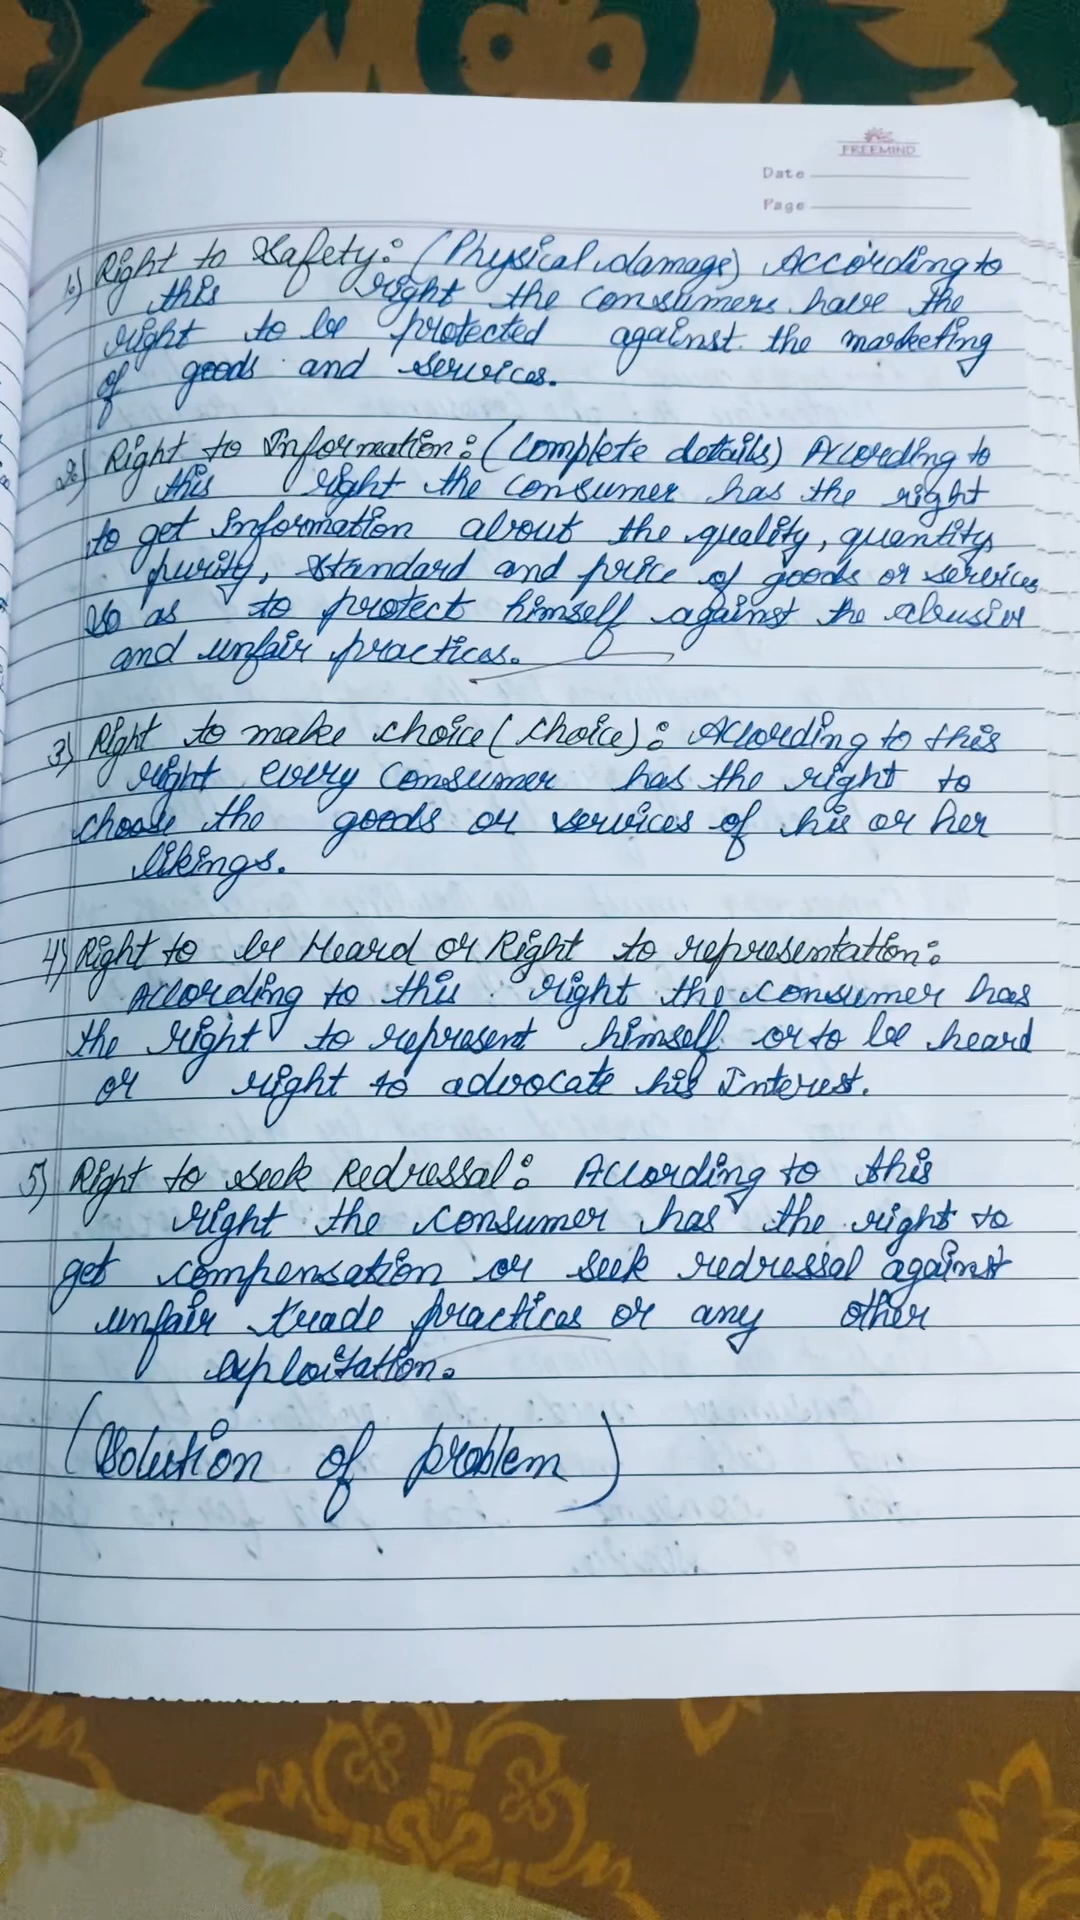 FREEMIND
Date
Page
1) Right to Safety: (Physical damage) According to
this right the consumers have the
right to be protected against the marketing
of goods and services.
2) Right to Information: (Complete details) According to
this right the consumer has the right
to get information about the quality, quantity
purity, standard and price of goods or services
so as to protect himself against the abusive
and unfair practices.
3) Right to make choice (choice): According to this
right every consumer has the right to
choose the goods or services of his or her
likings.
4) Right to be Heard or Right to representation:
According to this right the consumer has
the right to represent himself or to be heard
or right to advocate his Interest.
5) Right to seek Redressal: According to this
right the consumer has the right to
get compensation or seek redressal against
unfair trade practices or any other
exploitation.
(Solution of problem)